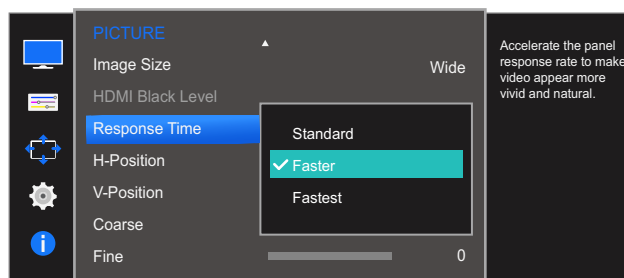 PICTURE
Image Size
Wide
HDMI Black Level
Response Time
Standard
H-Position
Faster
V-Position
Fastest
Coarse
Fine
0
Accelerate the panel
response rate to make
video appear more
vivid and natural.